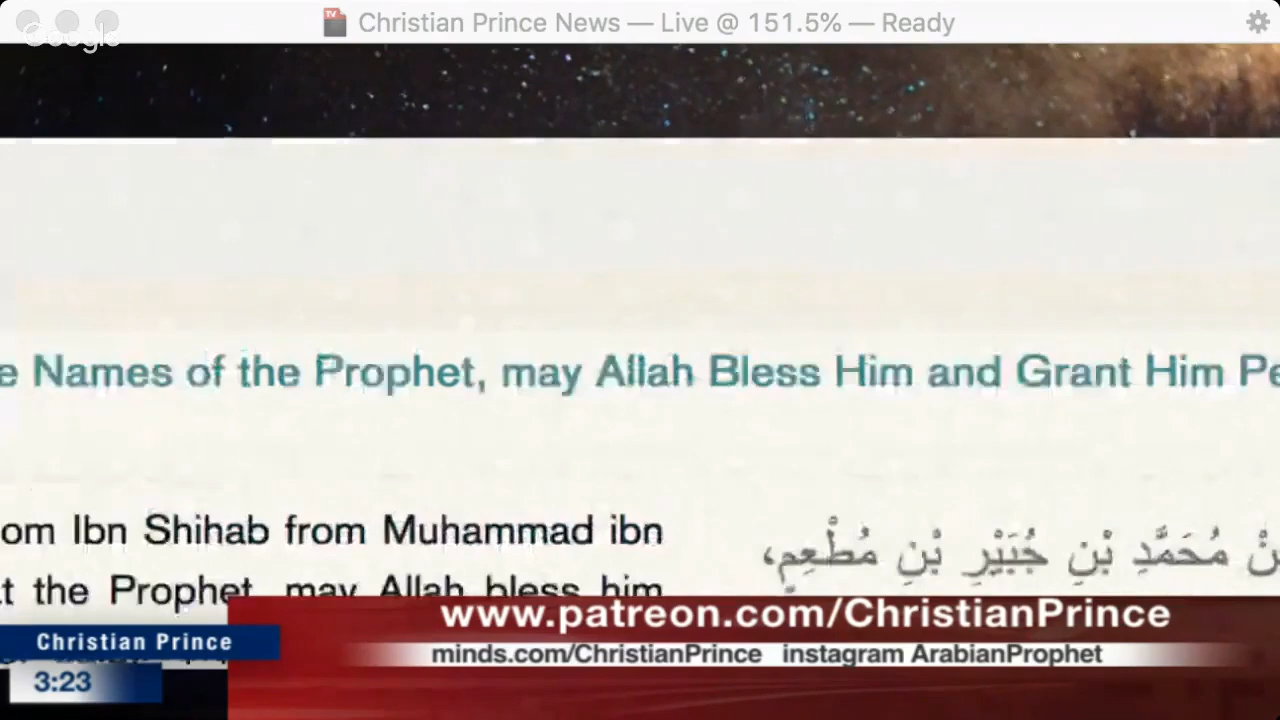 Christian Prince News — Live @ 151.5% — Ready
Google
e Names of the Prophet, may Allah Bless Him and Grant Him Pe
om Ibn Shihab from Muhammad ibn
نْ مُحَمَّدِ بْنِ جُبَيْرِ بْنِ مُطْعِمٍ،
t the Prophet, may Allah bless him
www.patreon.com/ChristianPrince
Christian Prince
minds.com/ChristianPrince instagram ArabianProphet
3:23